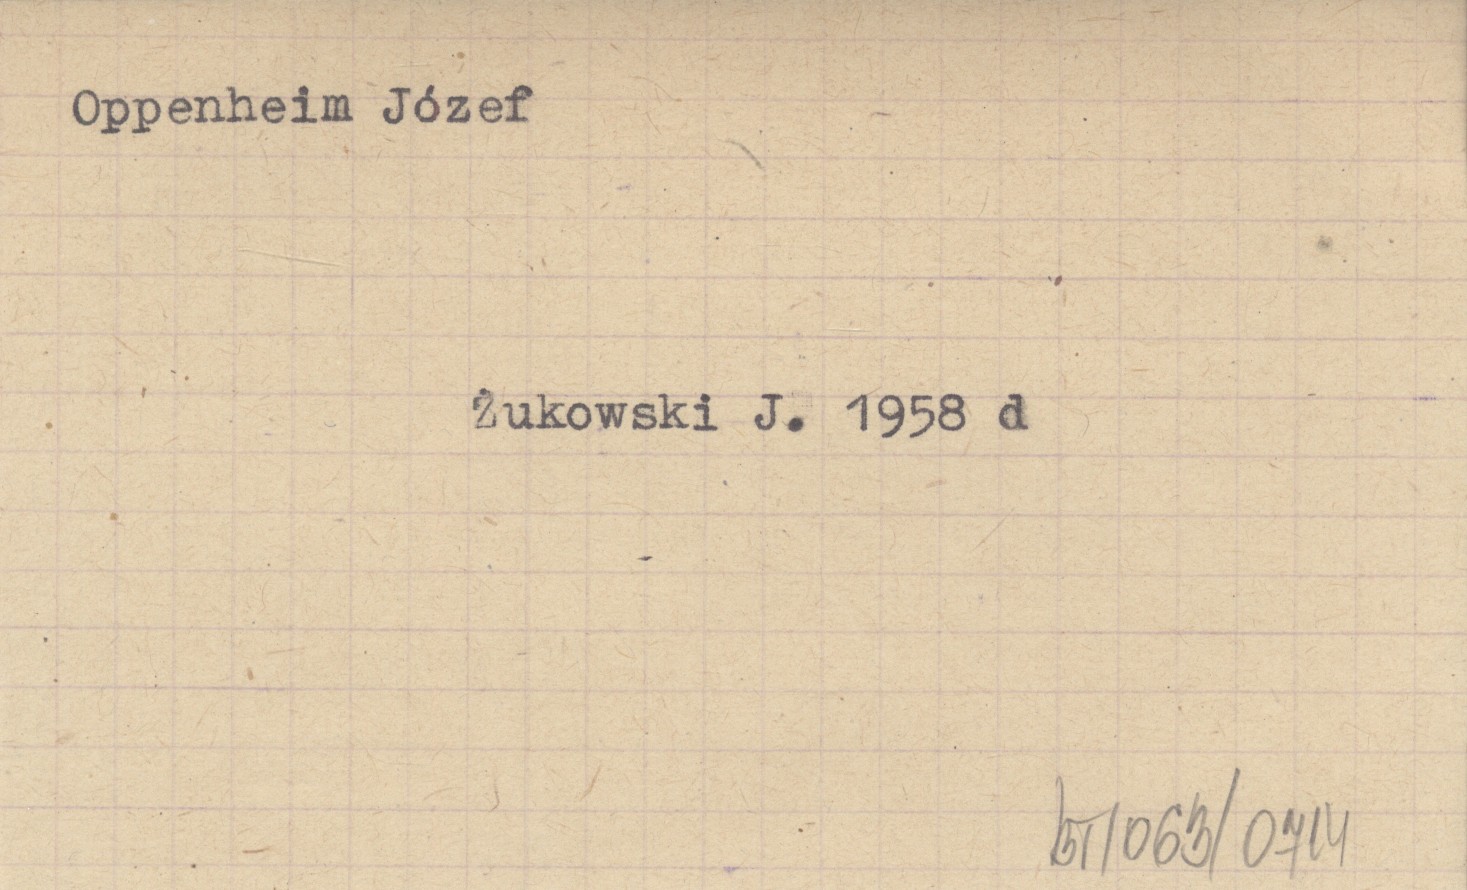 Oppenheim Józef
Żukowski J. 1958 d
bT/063/0714